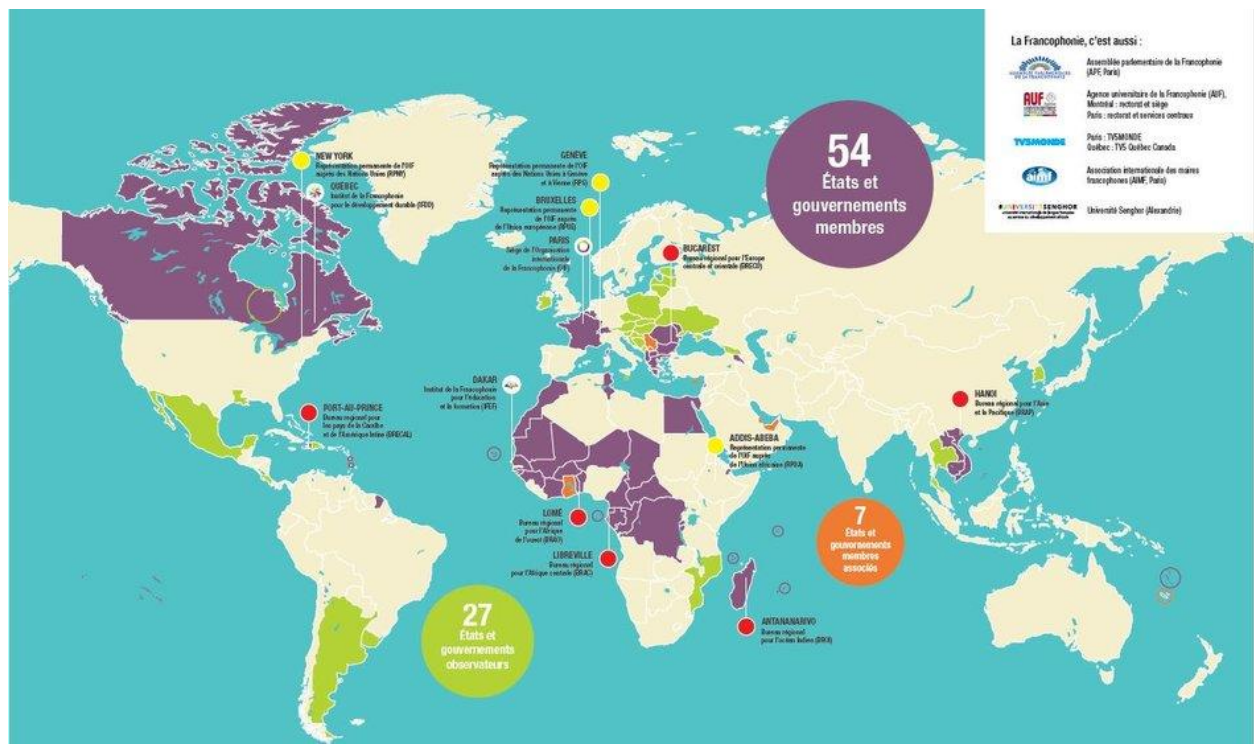 La Francophonie, c'est aussi :
Assemblée parlementaire de la Francophonie
(APF, Paris)
AUF
Agence universitaire de la Francophonie (AUF),
Montréal : rectorat et siège
Paris : rectorat et services centraux
TV5MONDE
Paris : TV5MONDE
Québec : TV5 Québec Canada
aimf
Association internationale des maires
francophones (AIMF, Paris)
UNIVERSITÉ SENGHOR
Université Senghor (Alexandrie)
54
États et
gouvernements
membres
NEW YORK
Représentation permanente de l'OIF
auprès des Nations Unies (RPNY)
QUÉBEC
Institut de la Francophonie
pour le développement durable (IFDD)
GENÈVE
Représentation permanente de l'OIF
auprès des Nations Unies à Genève
et à Vienne (RPG)
BRUXELLES
Représentation permanente
de l'OIF auprès
de l'Union européenne (RPUE)
PARIS
Siège de l'Organisation
internationale
de la Francophonie (OIF)
BUCAREST
Bureau régional pour l'Europe
centrale et orientale (BRECO)
DAKAR
Institut de la Francophonie
pour l'éducation
et la formation (IFEF)
PORT-AU-PRINCE
Bureau régional pour
les pays de la Caraïbe
et de l'Amérique latine (BRECAL)
HANOI
Bureau régional pour l'Asie
et le Pacifique (BRAP)
ADDIS-ABEBA
Représentation permanente
de l'OIF auprès
de l'Union africaine (RPUA)
LOMÉ
Bureau régional
pour l'Afrique
de l'ouest (BRAO)
LIBREVILLE
Bureau régional
pour l'Afrique centrale (BRAC)
7
États et
gouvernements
membres
associés
27
États et
gouvernements
observateurs
ANTANANARIVO
Bureau régional
pour l'océan Indien